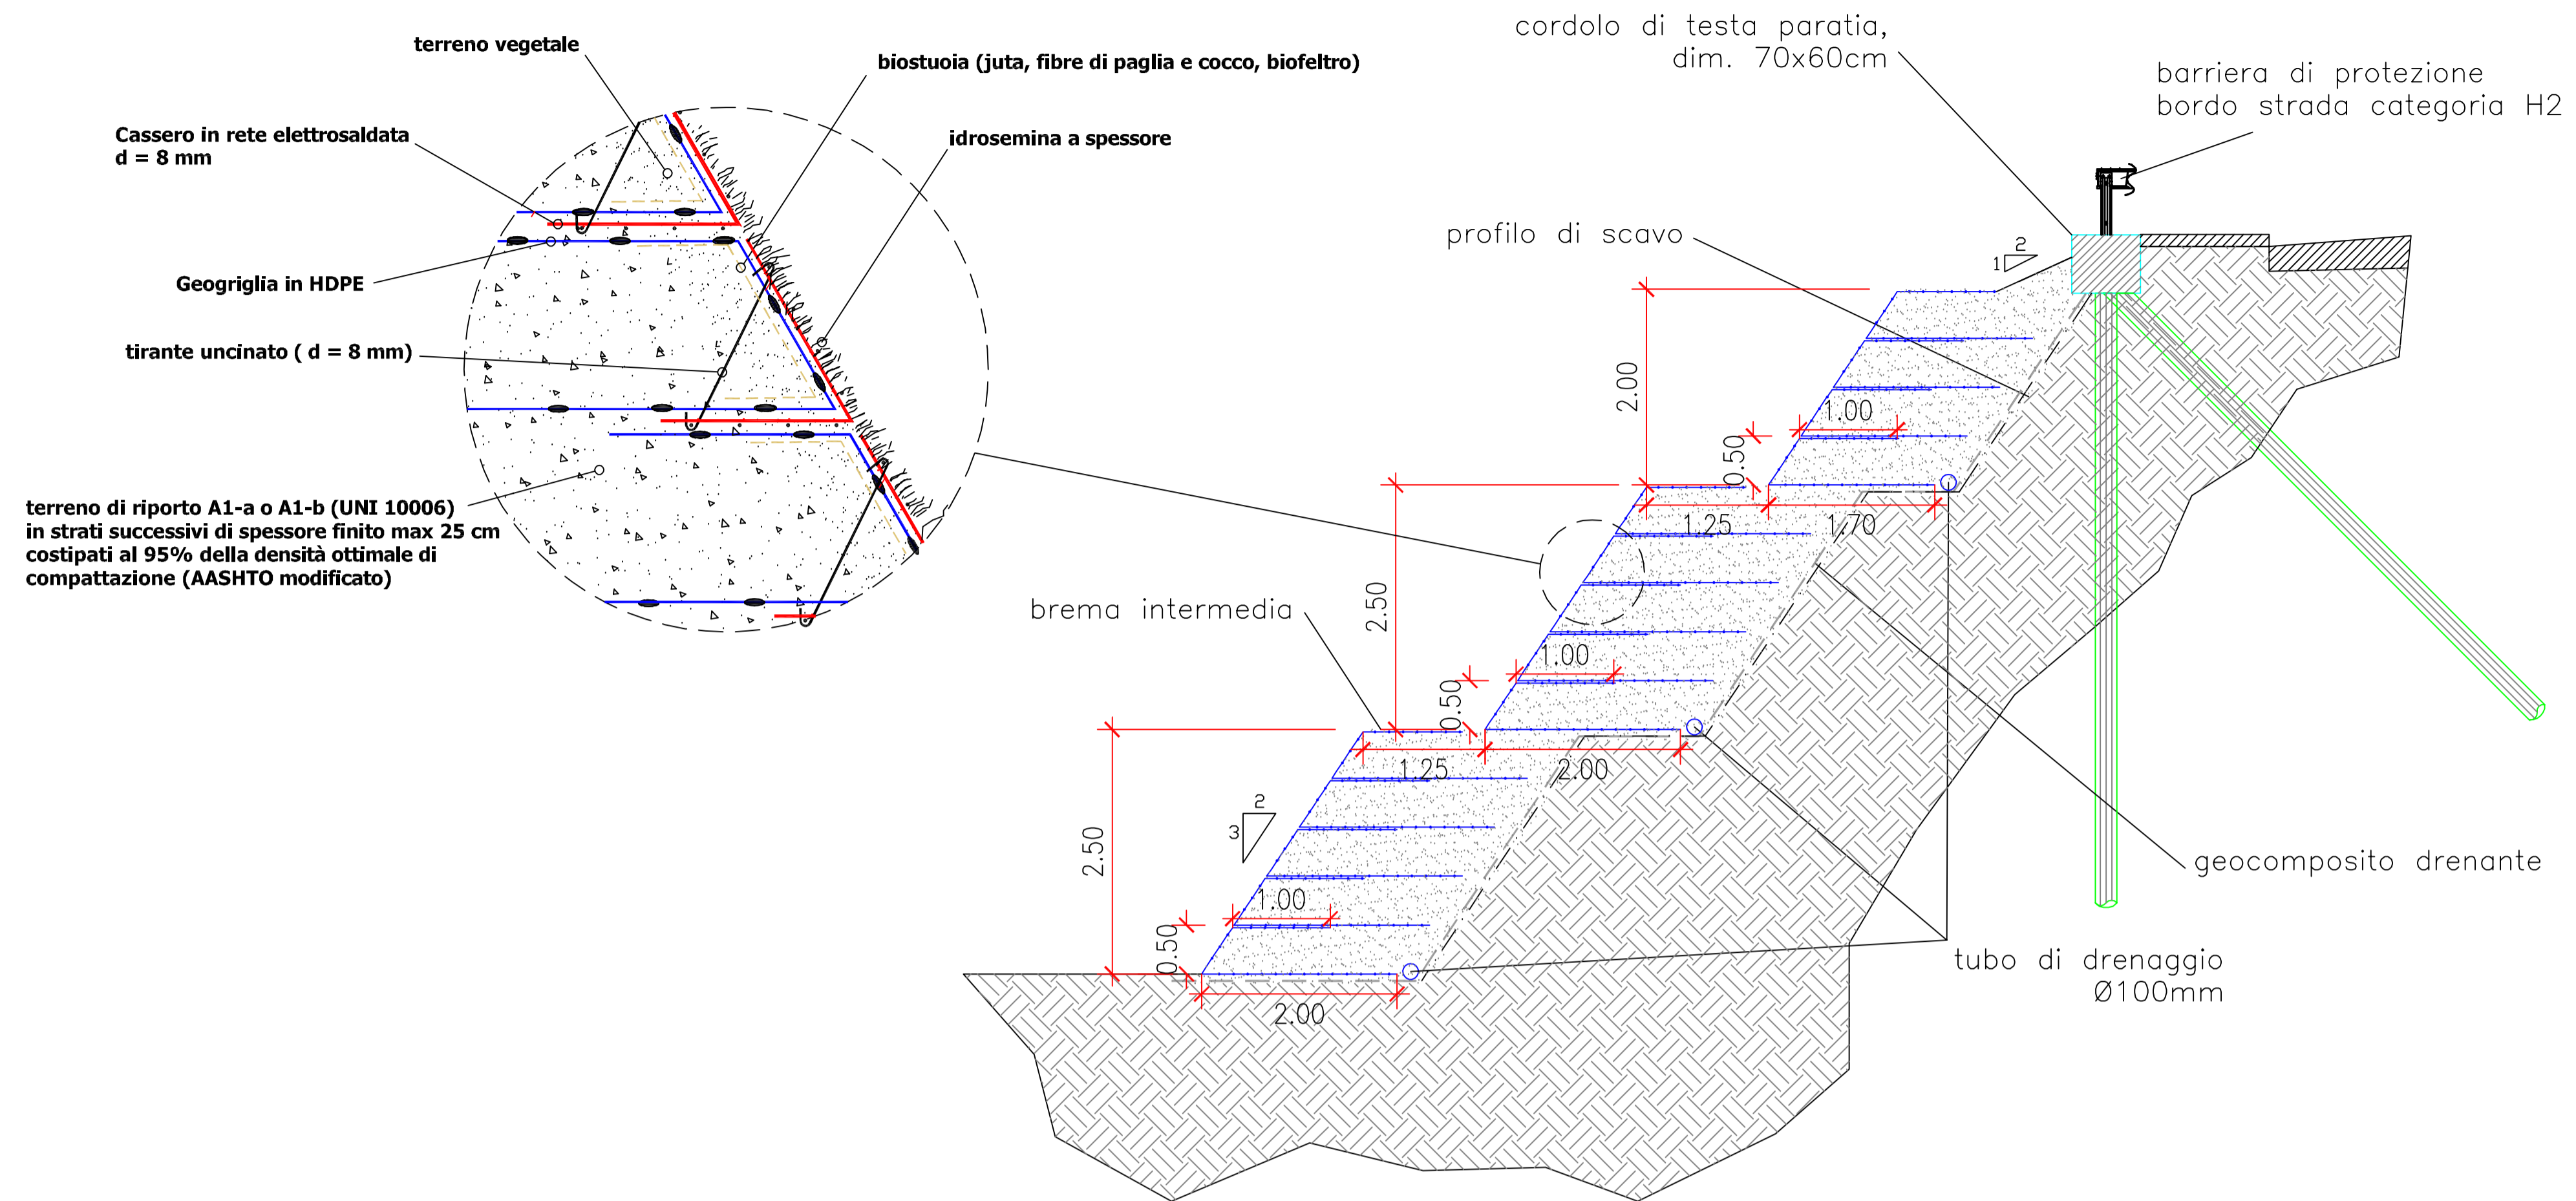 terreno vegetale
biostuoia (juta, fibre di paglia e cocco, biofeltro)
Cassero in rete elettrosaldata
d = 8 mm
idrosemina a spessore
Geogriglia in HDPE
tirante uncinato ( d = 8 mm)
terreno di riporto A1-a o A1-b (UNI 10006)
in strati successivi di spessore finito max 25 cm
costipati al 95% della densità ottimale di
compattazione (AASHTO modificato)
cordolo di testa paratia,
dim. 70x60cm
barriera di protezione
bordo strada categoria H2
profilo di scavo
2
1
2.00
1.00
0.50
1.25
1.70
2.50
brema intermedia
1.00
0.50
1.25
2.00
2
3
2.50
1.00
0.50
2.00
geocomposito drenante
tubo di drenaggio
Ø100mm